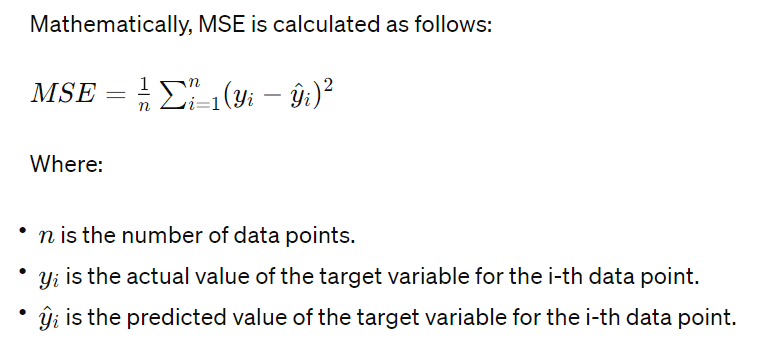 Mathematically, MSE is calculated as follows:
$MSE = \frac{1}{n} \sum_{i=1}^{n} (y_i - \hat{y}_i)^2$
Where:
• $n$ is the number of data points.
• $y_i$ is the actual value of the target variable for the i-th data point.
• $\hat{y}_i$ is the predicted value of the target variable for the i-th data point.